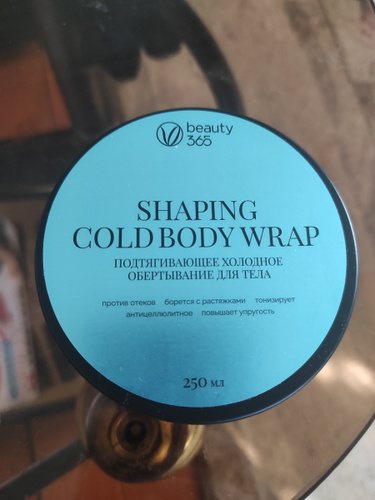 beauty
365
SHAPING
COLD BODY WRAP
ПОДТЯГИВАЮЩЕЕ ХОЛОДНОЕ
ОБЕРТЫВАНИЕ ДЛЯ ТЕЛА
против отеков борется с растяжками тонизирует
антицеллюлитное повышает упругость
250 мл